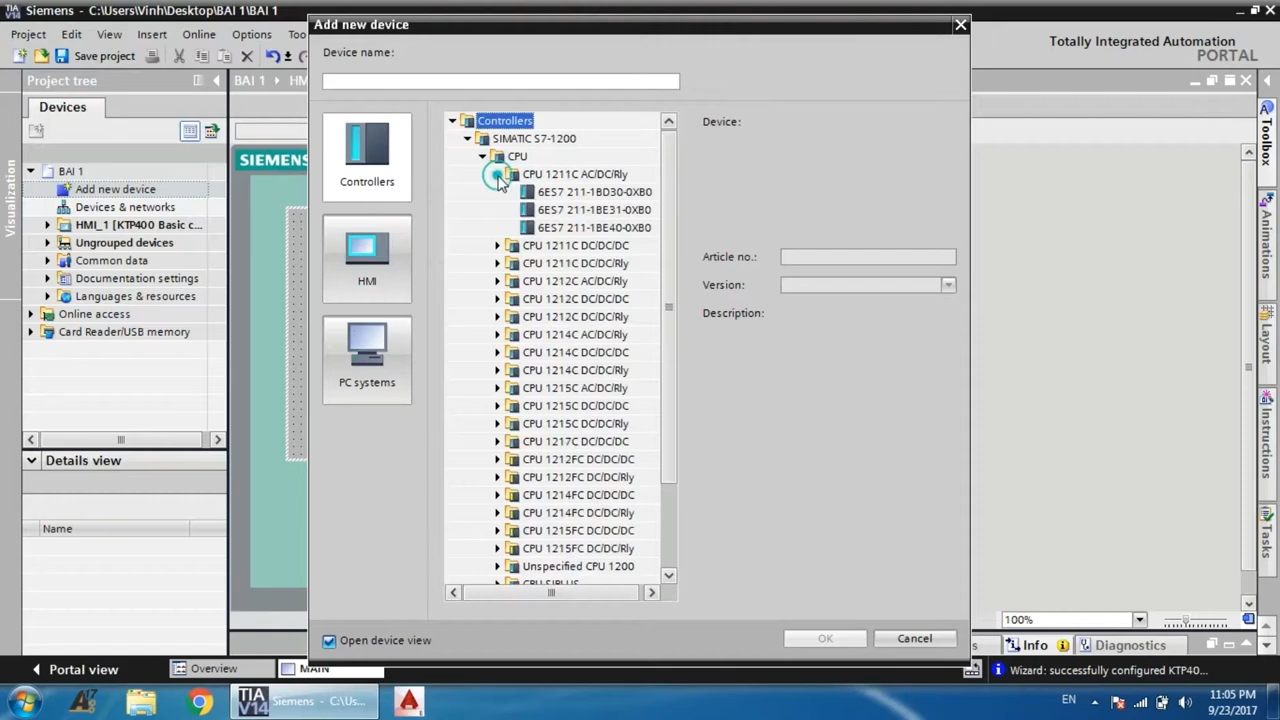 Siemens - C:\Users\Vinh\Desktop\BAI 1\BAI 1
Add new device
Project Edit View Insert Online Options
Device name:
Totally Integrated Automation
PORTAL
Save project
Project tree
BAI 1
Devices
Controllers
SIMATIC S7-1200
CPU
CPU 1211C AC/DC/Rly
6ES7 211-1BD30-0XB0
6ES7 211-1BE31-0XB0
6ES7 211-1BE40-0XB0
CPU 1211C DC/DC/DC
CPU 1211C DC/DC/Rly
CPU 1212C AC/DC/Rly
CPU 1212C DC/DC/DC
CPU 1212C DC/DC/Rly
CPU 1214C AC/DC/Rly
CPU 1214C DC/DC/DC
CPU 1214C DC/DC/Rly
CPU 1215C AC/DC/Rly
CPU 1215C DC/DC/DC
CPU 1215C DC/DC/Rly
CPU 1217C DC/DC/DC
CPU 1212FC DC/DC/DC
CPU 1212FC DC/DC/Rly
CPU 1214FC DC/DC/DC
CPU 1214FC DC/DC/Rly
CPU 1215FC DC/DC/DC
CPU 1215FC DC/DC/Rly
Unspecified CPU 1200
CPU SIPLUS
Controllers
HMI
PC systems
Device:
Article no.:
Version:
Description:
BAI 1
Add new device
Devices & networks
HMI_1 [KTP400 Basic c...
Ungrouped devices
Common data
Documentation settings
Languages & resources
Online access
Card Reader/USB memory
Details view
Name
SIEMENS
Visualization
Toolbox
Animations
Layout
Instructions
Tasks
Open device view
OK
Cancel
100%
Info
Diagnostics
Portal view
Overview
MAIN
Wizard: successfully configured KTP40...
TIA
V14
Siemens - C:\Us...
EN
11:05 PM
9/23/2017